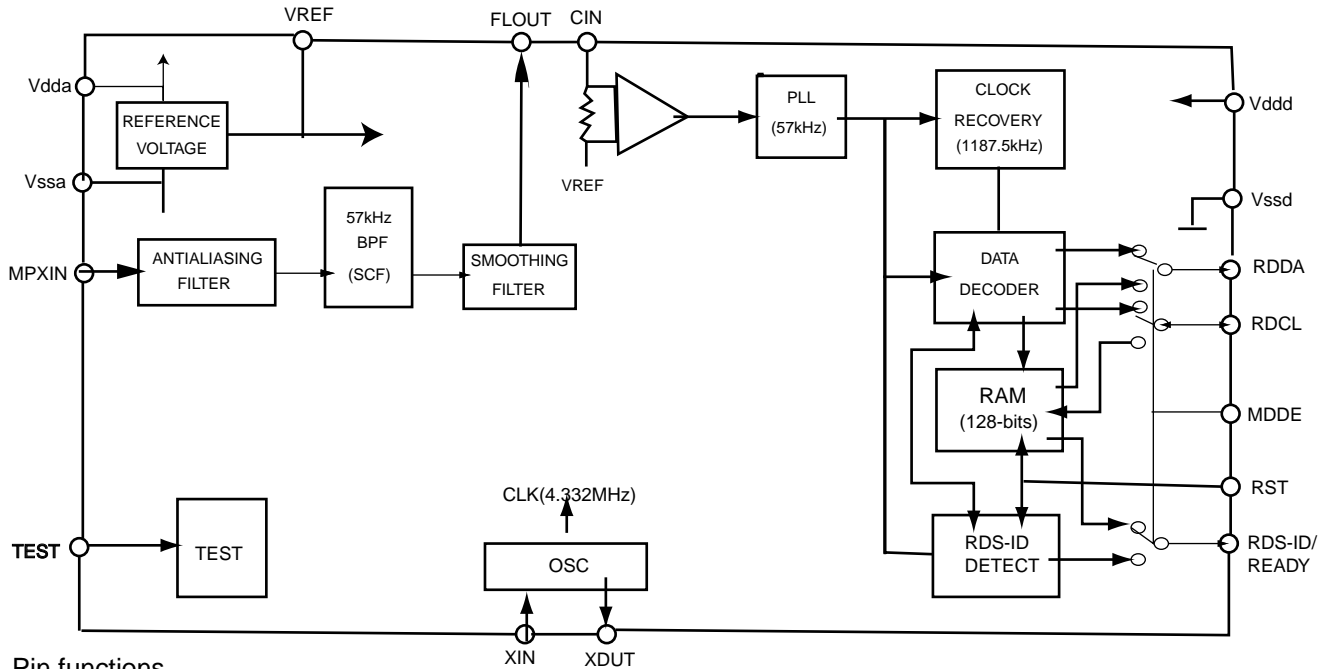 VREF
FLOUT
CIN
Vdda
REFERENCE
VOLTAGE
PLL
(57kHz)
CLOCK
RECOVERY
(1187.5kHz)
Vddd
Vssa
VREF
Vssd
MPXIN
ANTIALIASING
FILTER
57kHz
BPF
(SCF)
SMOOTHING
FILTER
DATA
DECODER
RDDA
RDCL
RAM
(128-bits)
MDDE
RST
CLK(4.332MHz)
TEST
TEST
OSC
RDS-ID
DETECT
RDS-ID/
READY
XIN
XDUT
Pin functions